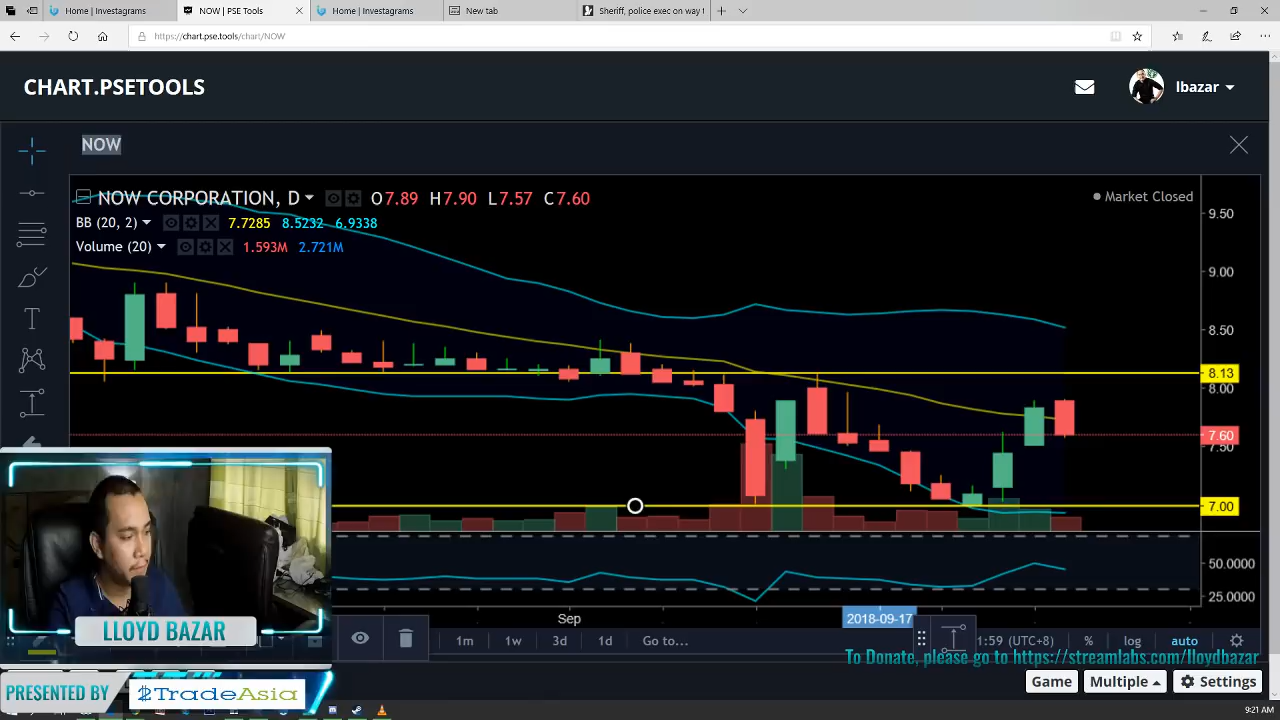 Home | Investagrams
NOW | PSE Tools
Home | Investagrams
New tab
Sheriff, police exec on way t
https://chart.pse.tools/chart/NOW
CHART.PSETOOLS
lbazar
NOW
NOW CORPORATION, D
O7.89 H7.90 L7.57 C7.60
Market Closed
BB (20, 2) 7.7285 8.5232 6.9338
Volume (20) 1.593M 2.721M
9.50
9.00
8.50
8.13
8.00
7.60
7.50
7.00
50.0000
25.0000
Sep
2018-09-17
LLOYD BAZAR
1m 1w 3d 1d Go to...
1:59 (UTC+8) % log auto
To Donate, please go to https://streamlabs.com/lloydbazar
PRESENTED BY
$TradeAsia
Game
Multiple
Settings
9:21 AM